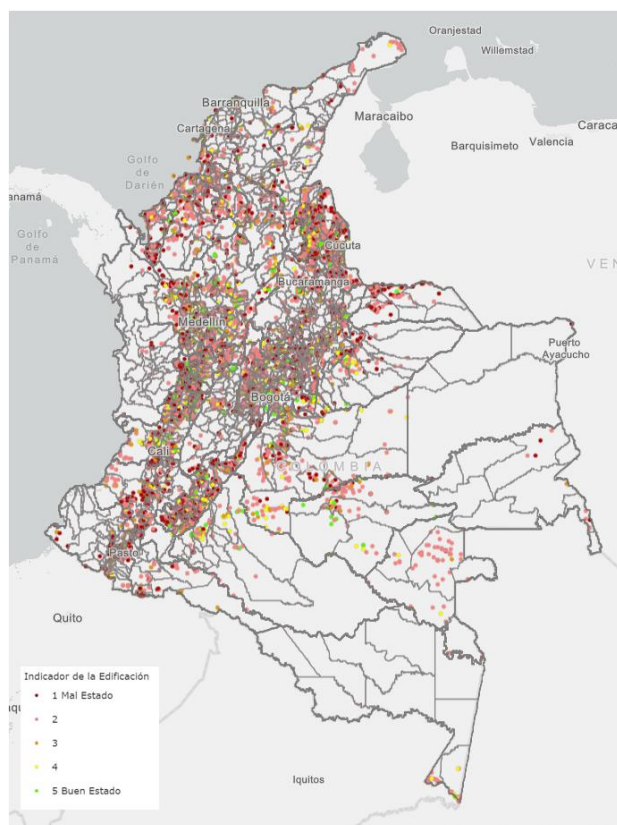 Oranjestad
Willemstad
Barranquilla
Maracaibo
Caraca
Cartagena
Valencia
Barquisimeto
Golfo
de
Darién
anamá
Golfo
de
Panamá
Cúcuta
VEN
Bucaramanga
Medellín
Puerto
Ayacucho
Bogotá
Cali
COLOMBIA
Pasto
Quito
Indicador de la Edificación
1 Mal Estado
2
3
4
5 Buen Estado
Iquitos